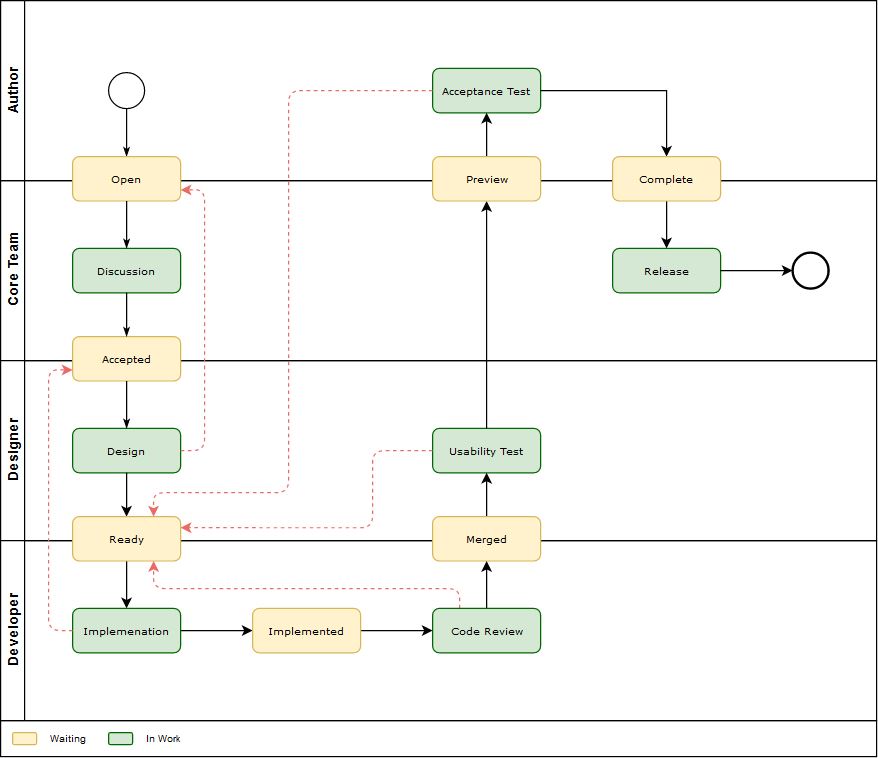 Author
Acceptance Test
Open
Preview
Complete
Core Team
Discussion
Release
Accepted
Designer
Design
Usability Test
Ready
Merged
Developer
Implemenation
Implemented
Code Review
Waiting
In Work